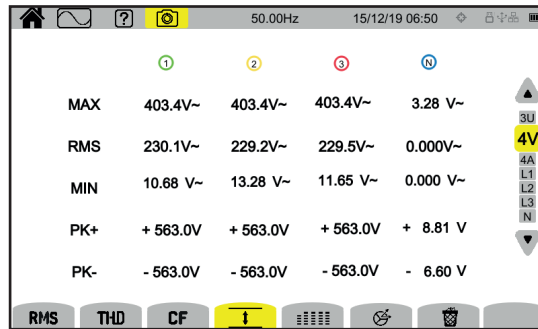 ? 50.00Hz 15/12/19 06:50
1 2 3 N
MAX 403.4V~ 403.4V~ 403.4V~ 3.28 V~
RMS 230.1V~ 229.2V~ 229.5V~ 0.000V~
MIN 10.68 V~ 13.28 V~ 11.65 V~ 0.000 V~
PK+ + 563.0V + 563.0V + 563.0V + 8.81 V
PK- - 563.0V - 563.0V - 563.0V - 6.60 V
3U
4V
4A
L1
L2
L3
N
RMS THD CF